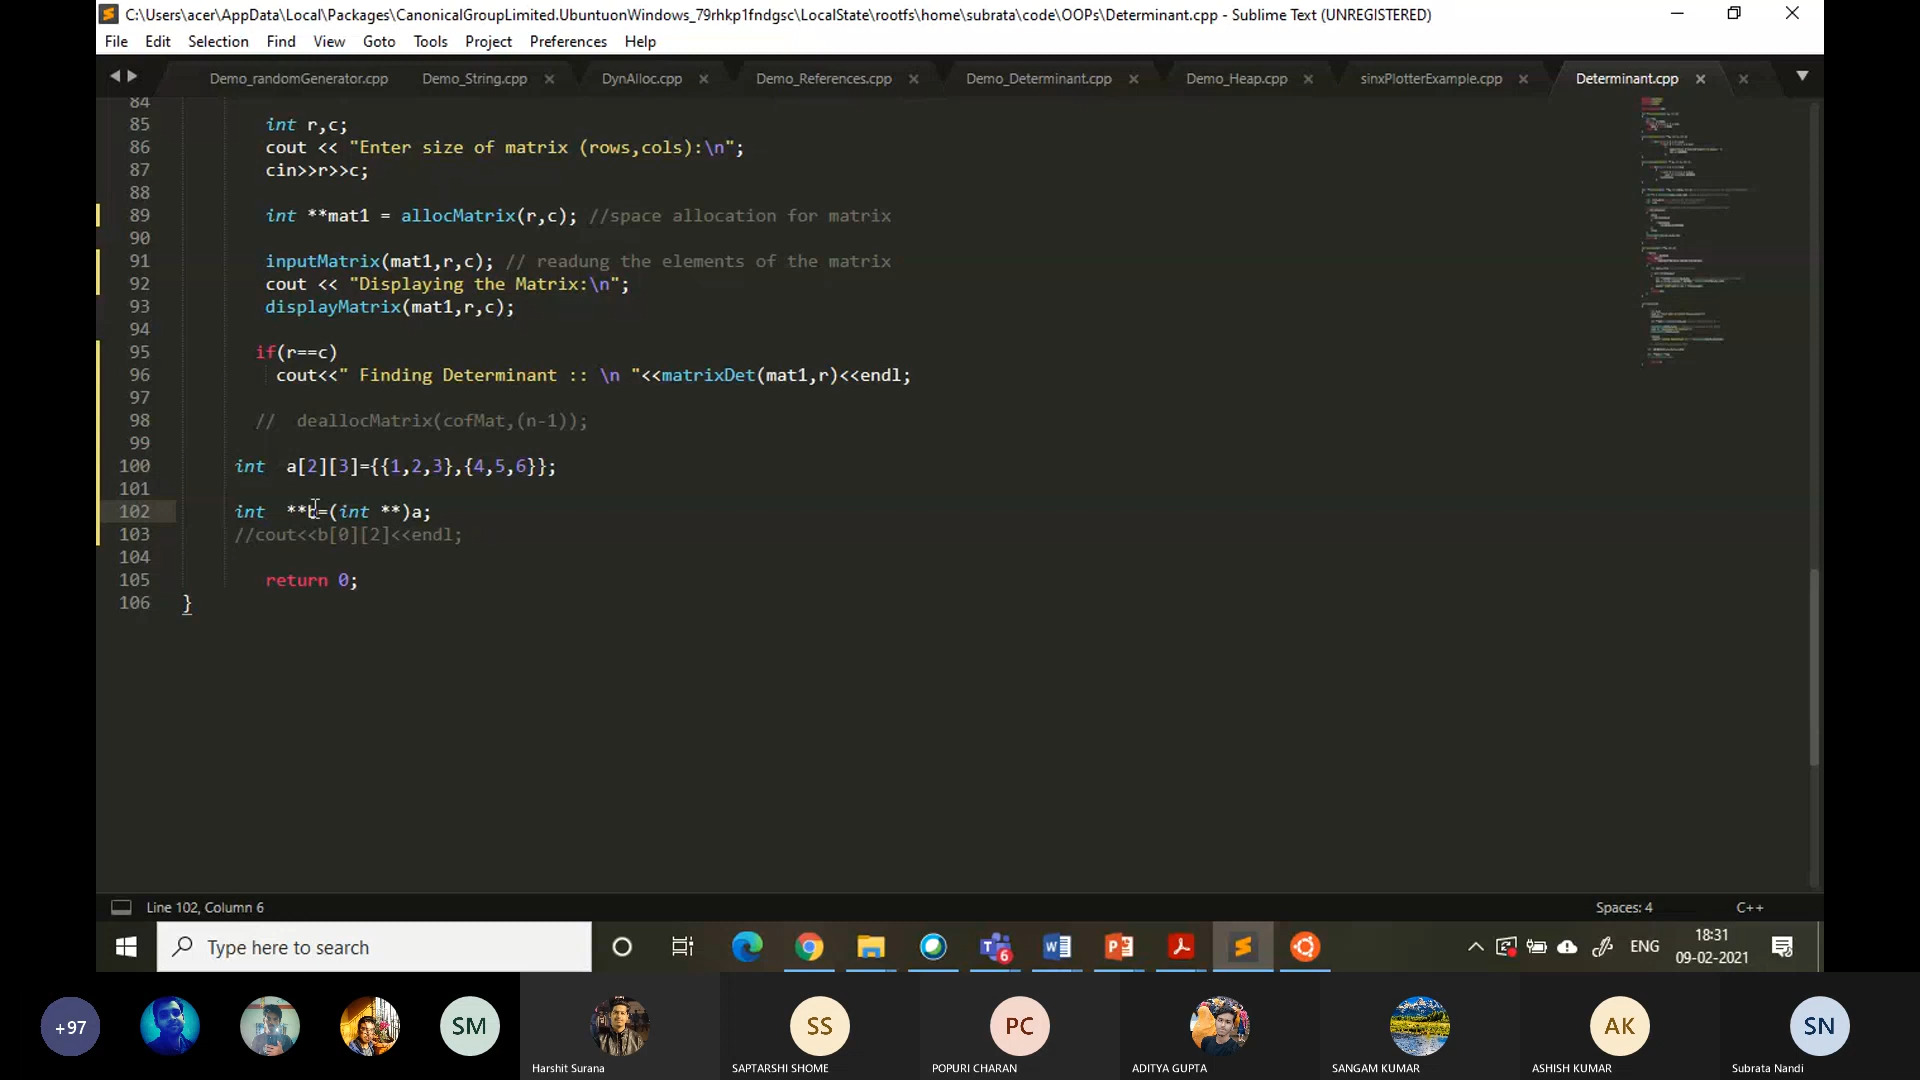 C:\Users\acer\AppData\Local\Packages\CanonicalGroupLimited.UbuntuonWindows_79rhkp1fndgsc\LocalState\rootfs\home\subrata\code\OOPs\Determinant.cpp - Sublime Text (UNREGISTERED)
File Edit Selection Find View Goto Tools Project Preferences Help
Demo_randomGenerator.cpp Demo_String.cpp DynAlloc.cpp Demo_References.cpp Demo_Determinant.cpp Demo_Heap.cpp sinxPlotterExample.cpp Determinant.cpp
84
85 int r,c;
86 cout << "Enter size of matrix (rows,cols):\n";
87 cin>>r>>c;
88
89 int **mat1 = allocMatrix(r,c); //space allocation for matrix
90
91 inputMatrix(mat1,r,c); // readung the elements of the matrix
92 cout << "Displaying the Matrix:\n";
93 displayMatrix(mat1,r,c);
94
95 if(r==c)
96 cout<<" Finding Determinant :: \n "<<matrixDet(mat1,r)<<endl;
97
98 // deallocMatrix(cofMat,(n-1));
99
100 int a[2][3]={{1,2,3},{4,5,6}};
101
102 int **b=(int **)a;
103 //cout<<b[0][2]<<endl;
104
105 return 0;
106 }
Line 102, Column 6 Spaces: 4 C++
Type here to search 6 ENG 18:31
09-02-2021
+97 SM SS PC AK SN
Harshit Surana SAPTARSHI SHOME POPURI CHARAN ADITYA GUPTA SANGAM KUMAR ASHISH KUMAR Subrata Nandi